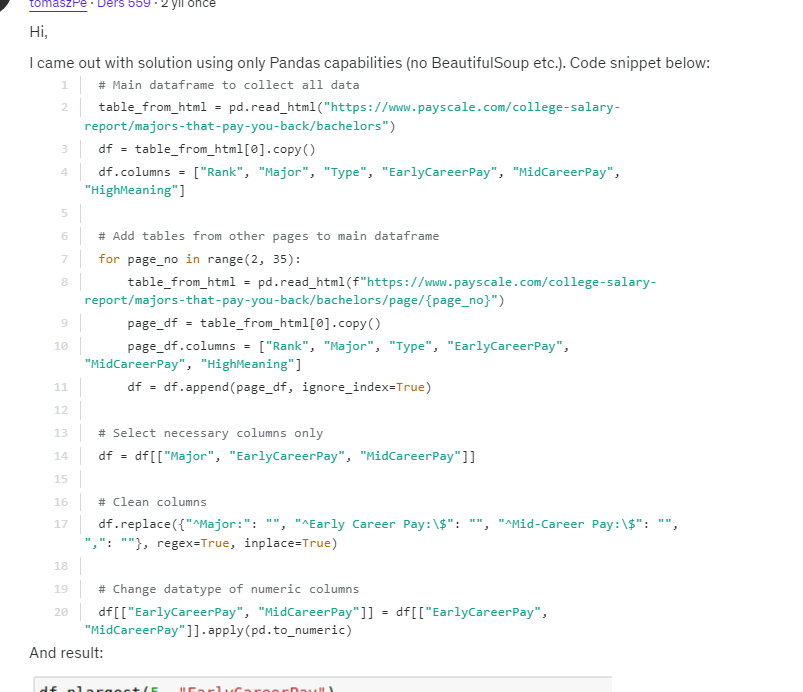 tomaszPe · Ders 559 · 2 yıl önce
Hi,
I came out with solution using only Pandas capabilities (no BeautifulSoup etc.). Code snippet below:
1 # Main dataframe to collect all data
2 table_from_html = pd.read_html("https://www.payscale.com/college-salary-
report/majors-that-pay-you-back/bachelors")
3 df = table_from_html[0].copy()
4 df.columns = ["Rank", "Major", "Type", "EarlyCareerPay", "MidCareerPay",
"HighMeaning"]
5
6 # Add tables from other pages to main dataframe
7 for page_no in range(2, 35):
8 table_from_html = pd.read_html(f"https://www.payscale.com/college-salary-
report/majors-that-pay-you-back/bachelors/page/{page_no}")
9 page_df = table_from_html[0].copy()
10 page_df.columns = ["Rank", "Major", "Type", "EarlyCareerPay",
"MidCareerPay", "HighMeaning"]
11 df = df.append(page_df, ignore_index=True)
12
13 # Select necessary columns only
14 df = df[["Major", "EarlyCareerPay", "MidCareerPay"]]
15
16 # Clean columns
17 df.replace({"^Major:": "", "^Early Career Pay:\$": "", "^Mid-Career Pay:\$": "",
",": ""}, regex=True, inplace=True)
18
19 # Change datatype of numeric columns
20 df[["EarlyCareerPay", "MidCareerPay"]] = df[["EarlyCareerPay",
"MidCareerPay"]].apply(pd.to_numeric)
And result:
df.nlargest(5, "EarlyCareerPay")